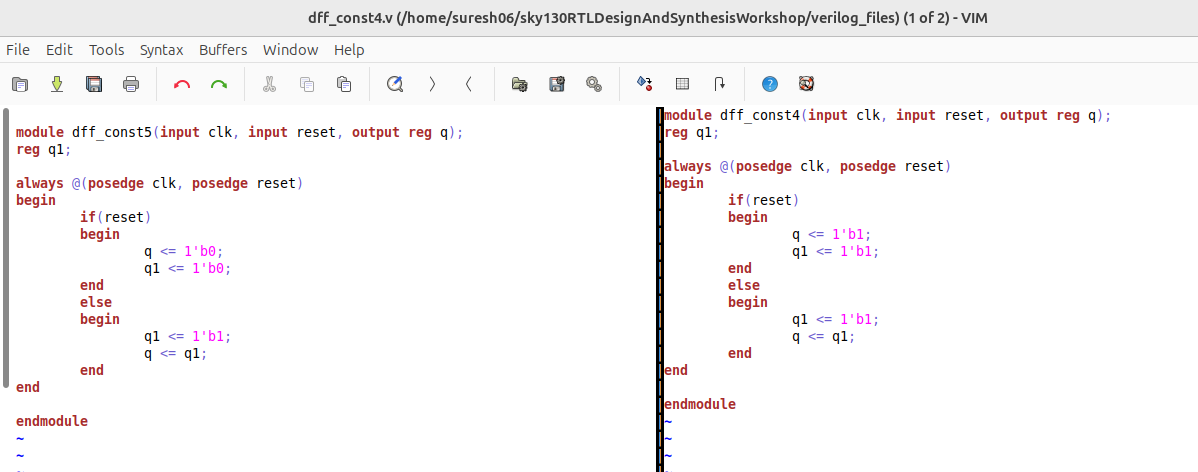 dff_const4.v (/home/suresh06/sky130RTLDesignAndSynthesisWorkshop/verilog_files) (1 of 2) - VIM
File Edit Tools Syntax Buffers Window Help
module dff_const5(input clk, input reset, output reg q);
reg q1;
always @(posedge clk, posedge reset)
begin
if(reset)
begin
q <= 1'b0;
q1 <= 1'b0;
end
else
begin
q1 <= 1'b1;
q <= q1;
end
end
endmodule
~
~
module dff_const4(input clk, input reset, output reg q);
reg q1;
always @(posedge clk, posedge reset)
begin
if(reset)
begin
q <= 1'b1;
q1 <= 1'b1;
end
else
begin
q1 <= 1'b1;
q <= q1;
end
end
endmodule
~
~
~